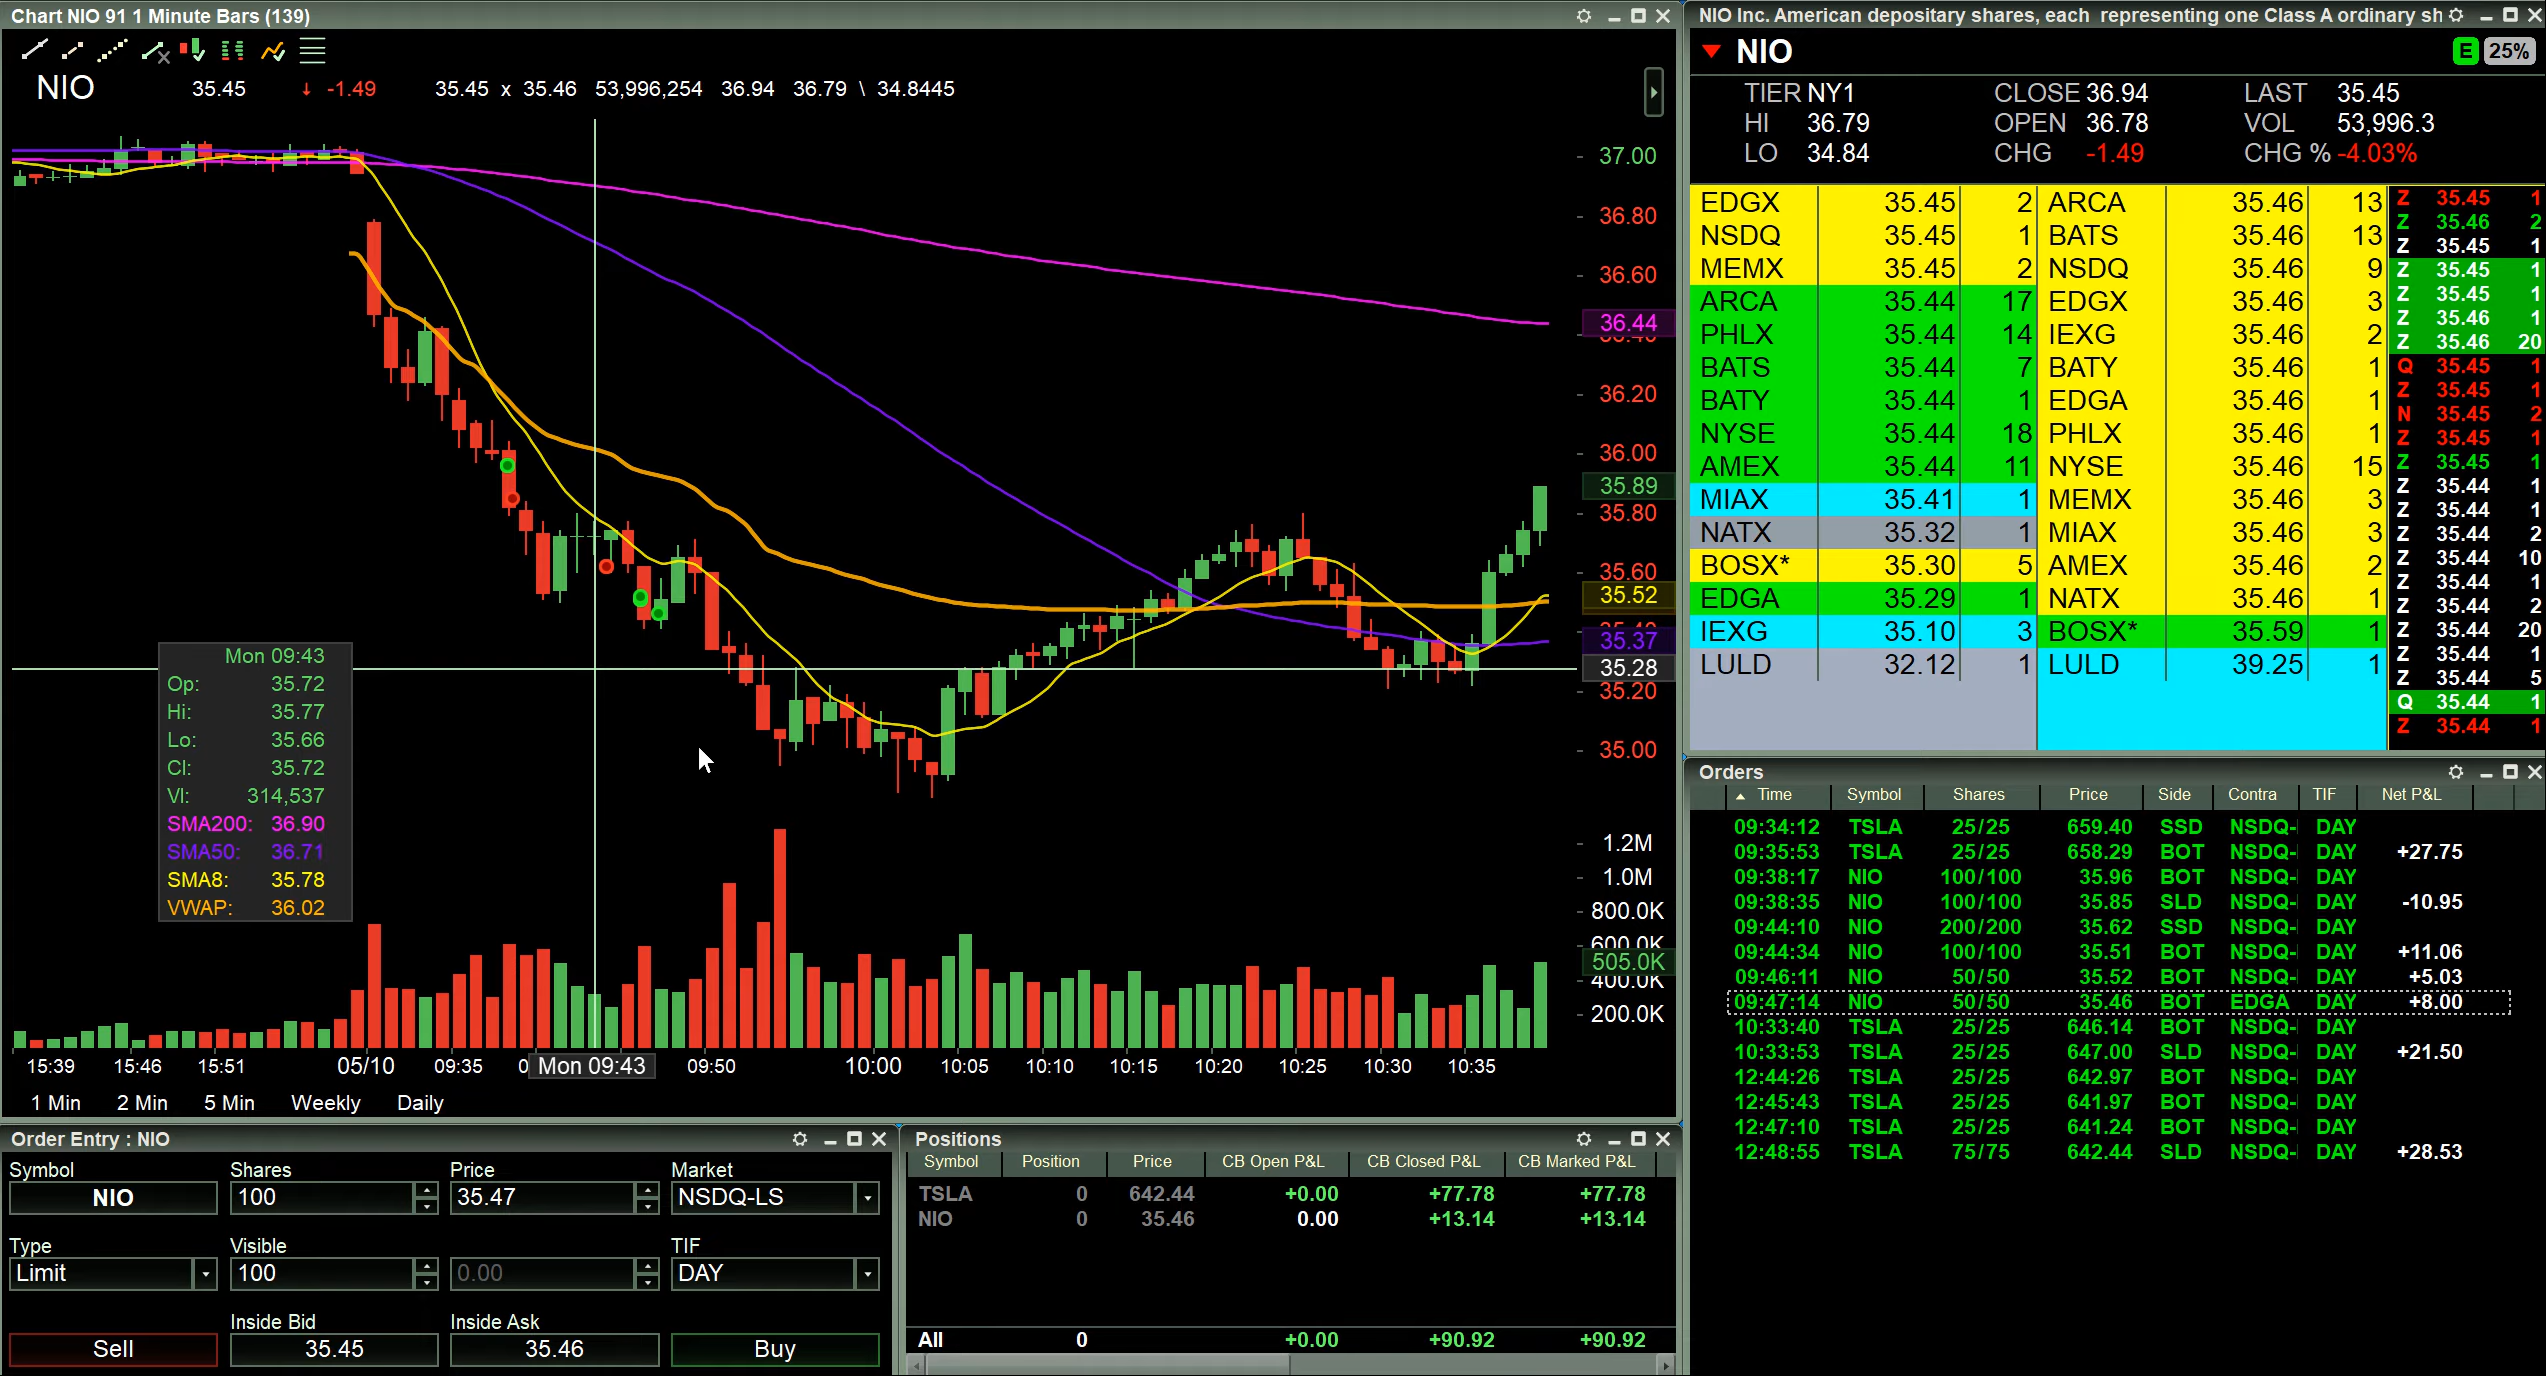 Chart NIO 91 1 Minute Bars (139)
NIO 35.45 ↓ -1.49 35.45 x 35.46 53,996,254 36.94 36.79 \ 34.8445
37.00
36.80
36.60
36.44
36.20
36.00
35.89
35.80
35.60
35.52
35.37
35.28
35.20
35.00
Mon 09:43
Op: 35.72
Hi: 35.77
Lo: 35.66
Cl: 35.72
Vl: 314,537
SMA200: 36.90
SMA50: 36.71
SMA8: 35.78
VWAP: 36.02
1.2M
1.0M
800.0K
600.0K
505.0K
400.0K
200.0K
15:39 15:46 15:51 05/10 09:35 Mon 09:43 09:50 10:00 10:05 10:10 10:15 10:20 10:25 10:30 10:35
1 Min 2 Min 5 Min Weekly Daily
NIO Inc. American depositary shares, each representing one Class A ordinary sh
NIO E 25%
TIER NY1 CLOSE 36.94 LAST 35.45
HI 36.79 OPEN 36.78 VOL 53,996.3
LO 34.84 CHG -1.49 CHG % -4.03%
EDGX 35.45 2 ARCA 35.46 13
NSDQ 35.45 1 BATS 35.46 13
MEMX 35.45 2 NSDQ 35.46 9
ARCA 35.44 17 EDGX 35.46 3
PHLX 35.44 14 IEXG 35.46 2
BATS 35.44 7 BATY 35.46 1
BATY 35.44 1 EDGA 35.46 1
NYSE 35.44 18 PHLX 35.46 1
AMEX 35.44 11 NYSE 35.46 15
MIAX 35.41 1 MEMX 35.46 3
NATX 35.32 1 MIAX 35.46 3
BOSX* 35.30 5 AMEX 35.46 2
EDGA 35.29 1 NATX 35.46 1
IEXG 35.10 3 BOSX* 35.59 1
LULD 32.12 1 LULD 39.25 1
Z 35.45 1
Z 35.46 2
Z 35.45 1
Z 35.45 1
Z 35.45 1
Z 35.46 1
Z 35.46 20
Q 35.45 1
Z 35.45 1
N 35.45 2
Z 35.45 1
Z 35.45 1
Z 35.44 1
Z 35.44 1
Z 35.44 2
Z 35.44 10
Z 35.44 1
Z 35.44 2
Z 35.44 20
Z 35.44 1
Z 35.44 5
Q 35.44 1
Z 35.44 1
Orders
Time Symbol Shares Price Side Contra TIF Net P&L
09:34:12 TSLA 25/25 659.40 SSD NSDQ- DAY
09:35:53 TSLA 25/25 658.29 BOT NSDQ- DAY +27.75
09:38:17 NIO 100/100 35.96 BOT NSDQ- DAY
09:38:35 NIO 100/100 35.85 SLD NSDQ- DAY -10.95
09:44:10 NIO 200/200 35.62 SSD NSDQ- DAY
09:44:34 NIO 100/100 35.51 BOT NSDQ- DAY +11.06
09:46:11 NIO 50/50 35.52 BOT NSDQ- DAY +5.03
09:47:14 NIO 50/50 35.46 BOT EDGA DAY +8.00
10:33:40 TSLA 25/25 646.14 BOT NSDQ- DAY
10:33:53 TSLA 25/25 647.00 SLD NSDQ- DAY +21.50
12:44:26 TSLA 25/25 642.97 BOT NSDQ- DAY
12:45:43 TSLA 25/25 641.97 BOT NSDQ- DAY
12:47:10 TSLA 25/25 641.24 BOT NSDQ- DAY
12:48:55 TSLA 75/75 642.44 SLD NSDQ- DAY +28.53
Order Entry : NIO
Symbol Shares Price Market
NIO 100 35.47 NSDQ-LS
Type Visible TIF
Limit 100 0.00 DAY
Inside Bid Inside Ask
Sell 35.45 35.46 Buy
Positions
Symbol Position Price CB Open P&L CB Closed P&L CB Marked P&L
TSLA 0 642.44 +0.00 +77.78 +77.78
NIO 0 35.46 0.00 +13.14 +13.14
All 0 +0.00 +90.92 +90.92